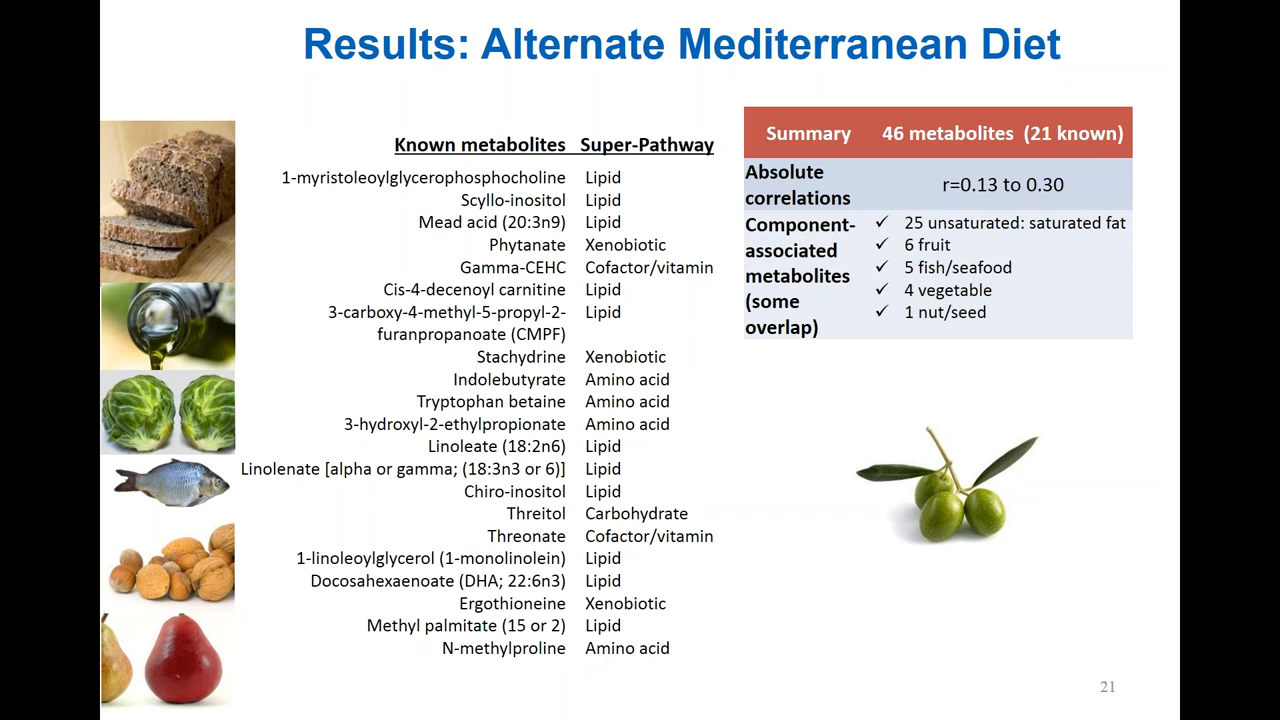 Results: Alternate Mediterranean Diet
Known metabolites Super-Pathway
1-myristoleoylglycerophosphocholine Lipid
Scyllo-inositol Lipid
Mead acid (20:3n9) Lipid
Phytanate Xenobiotic
Gamma-CEHC Cofactor/vitamin
Cis-4-decenoyl carnitine Lipid
3-carboxy-4-methyl-5-propyl-2- Lipid
furanpropanoate (CMPF)
Stachydrine Xenobiotic
Indolebutyrate Amino acid
Tryptophan betaine Amino acid
3-hydroxyl-2-ethylpropionate Amino acid
Linoleate (18:2n6) Lipid
Linolenate [alpha or gamma; (18:3n3 or 6)] Lipid
Chiro-inositol Lipid
Threitol Carbohydrate
Threonate Cofactor/vitamin
1-linoleoylglycerol (1-monolinolein) Lipid
Docosahexaenoate (DHA; 22:6n3) Lipid
Ergothioneine Xenobiotic
Methyl palmitate (15 or 2) Lipid
N-methylproline Amino acid
Summary 46 metabolites (21 known)
Absolute
correlations
r=0.13 to 0.30
Component-
associated
metabolites
(some
overlap)
✓ 25 unsaturated: saturated fat
✓ 6 fruit
✓ 5 fish/seafood
✓ 4 vegetable
✓ 1 nut/seed
21